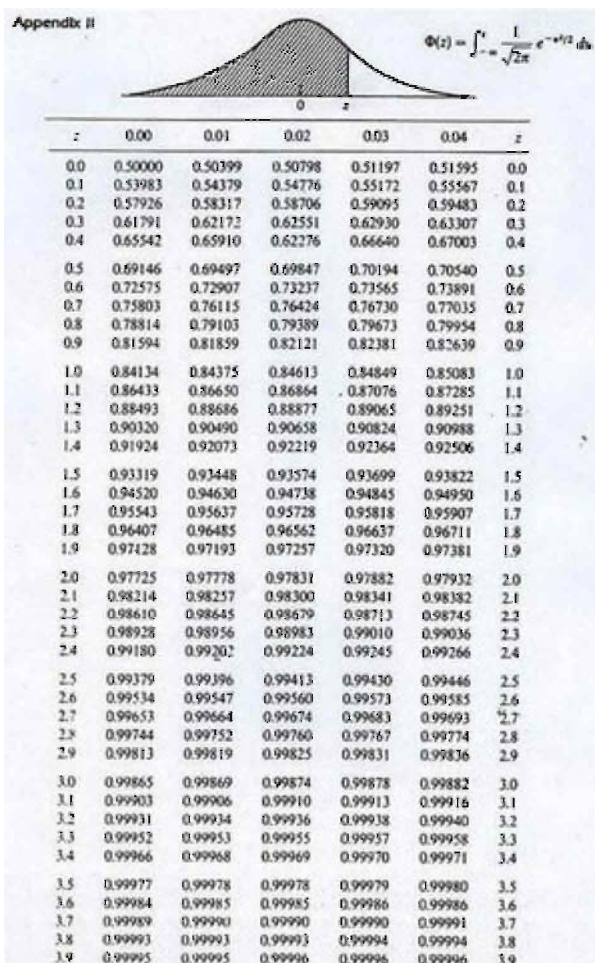 Appendix II
Φ(z) = ∫_{-∞}^{z} 1/√2π e^{-u²/2} du
0 z
z 0.00 0.01 0.02 0.03 0.04 z
0.0 0.50000 0.50399 0.50798 0.51197 0.51595 0.0
0.1 0.53983 0.54379 0.54776 0.55172 0.55567 0.1
0.2 0.57926 0.58317 0.58706 0.59095 0.59483 0.2
0.3 0.61791 0.62172 0.62551 0.62930 0.63307 0.3
0.4 0.65542 0.65910 0.62276 0.66640 0.67003 0.4
0.5 0.69146 0.69497 0.69847 0.70194 0.70540 0.5
0.6 0.72575 0.72907 0.73237 0.73565 0.73891 0.6
0.7 0.75803 0.76115 0.76424 0.76730 0.77035 0.7
0.8 0.78814 0.79103 0.79389 0.79673 0.79954 0.8
0.9 0.81594 0.81859 0.82121 0.82381 0.82639 0.9
1.0 0.84134 0.84375 0.84613 0.84849 0.85083 1.0
1.1 0.86433 0.86650 0.86864 0.87076 0.87285 1.1
1.2 0.88493 0.88686 0.88877 0.89065 0.89251 1.2
1.3 0.90320 0.90490 0.90658 0.90824 0.90988 1.3
1.4 0.91924 0.92073 0.92219 0.92364 0.92506 1.4
1.5 0.93319 0.93448 0.93574 0.93699 0.93822 1.5
1.6 0.94520 0.94630 0.94738 0.94845 0.94950 1.6
1.7 0.95543 0.95637 0.95728 0.95818 0.95907 1.7
1.8 0.96407 0.96485 0.96562 0.96637 0.96711 1.8
1.9 0.97128 0.97193 0.97257 0.97320 0.97381 1.9
2.0 0.97725 0.97778 0.97831 0.97882 0.97932 2.0
2.1 0.98214 0.98257 0.98300 0.98341 0.98382 2.1
2.2 0.98610 0.98645 0.98679 0.98713 0.98745 2.2
2.3 0.98928 0.98956 0.98983 0.99010 0.99036 2.3
2.4 0.99180 0.99202 0.99224 0.99245 0.99266 2.4
2.5 0.99379 0.99396 0.99413 0.99430 0.99446 2.5
2.6 0.99534 0.99547 0.99560 0.99573 0.99585 2.6
2.7 0.99653 0.99664 0.99674 0.99683 0.99693 2.7
2.8 0.99744 0.99752 0.99760 0.99767 0.99774 2.8
2.9 0.99813 0.99819 0.99825 0.99831 0.99836 2.9
3.0 0.99865 0.99869 0.99874 0.99878 0.99882 3.0
3.1 0.99903 0.99906 0.99910 0.99913 0.99916 3.1
3.2 0.99931 0.99934 0.99936 0.99938 0.99940 3.2
3.3 0.99952 0.99953 0.99955 0.99957 0.99958 3.3
3.4 0.99966 0.99968 0.99969 0.99970 0.99971 3.4
3.5 0.99977 0.99978 0.99978 0.99979 0.99980 3.5
3.6 0.99984 0.99985 0.99985 0.99986 0.99986 3.6
3.7 0.99989 0.99990 0.99990 0.99990 0.99991 3.7
3.8 0.99993 0.99993 0.99993 0.99994 0.99994 3.8
3.9 0.99995 0.99995 0.99996 0.99996 0.99996 3.9